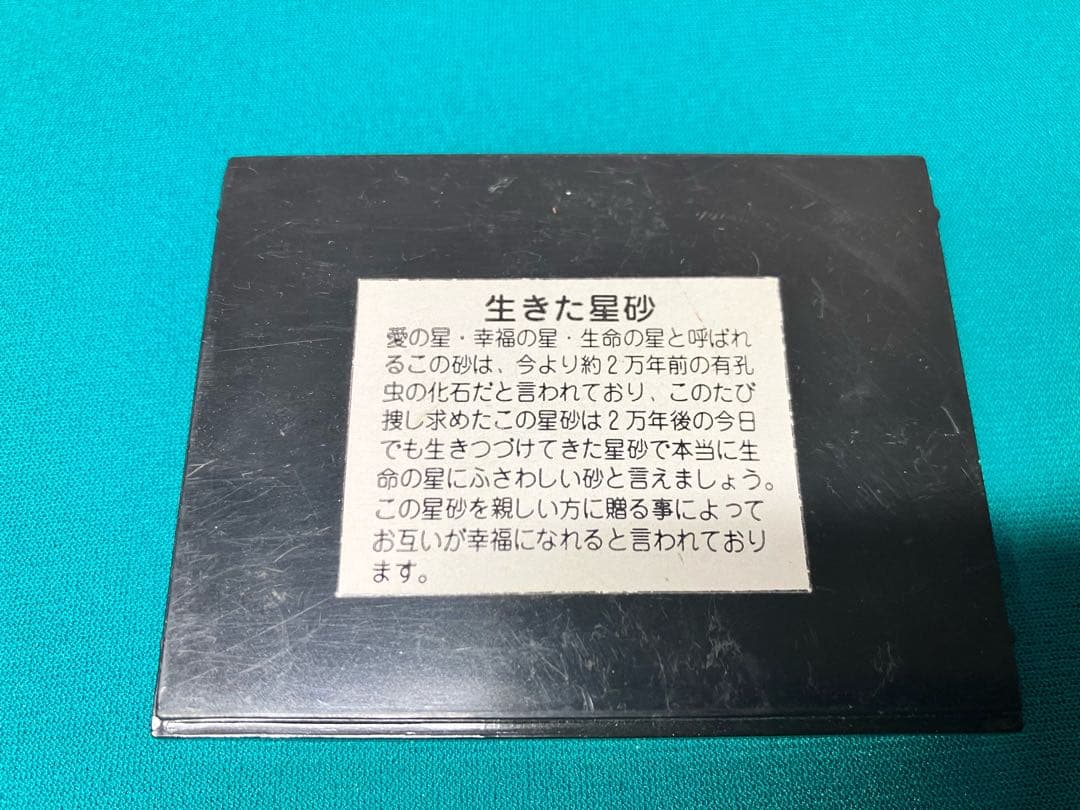 生きた星砂
愛の星・幸福の星・生命の星と呼ばれ
るこの砂は、今より約2万年前の有孔
虫の化石だと言われており、このたび
捜し求めたこの星砂は2万年後の今日
でも生きつづけてきた星砂で本当に生
命の星にふさわしい砂と言えましょう。
この星砂を親しい方に贈る事によって
お互いが幸福になれると言われており
ます。